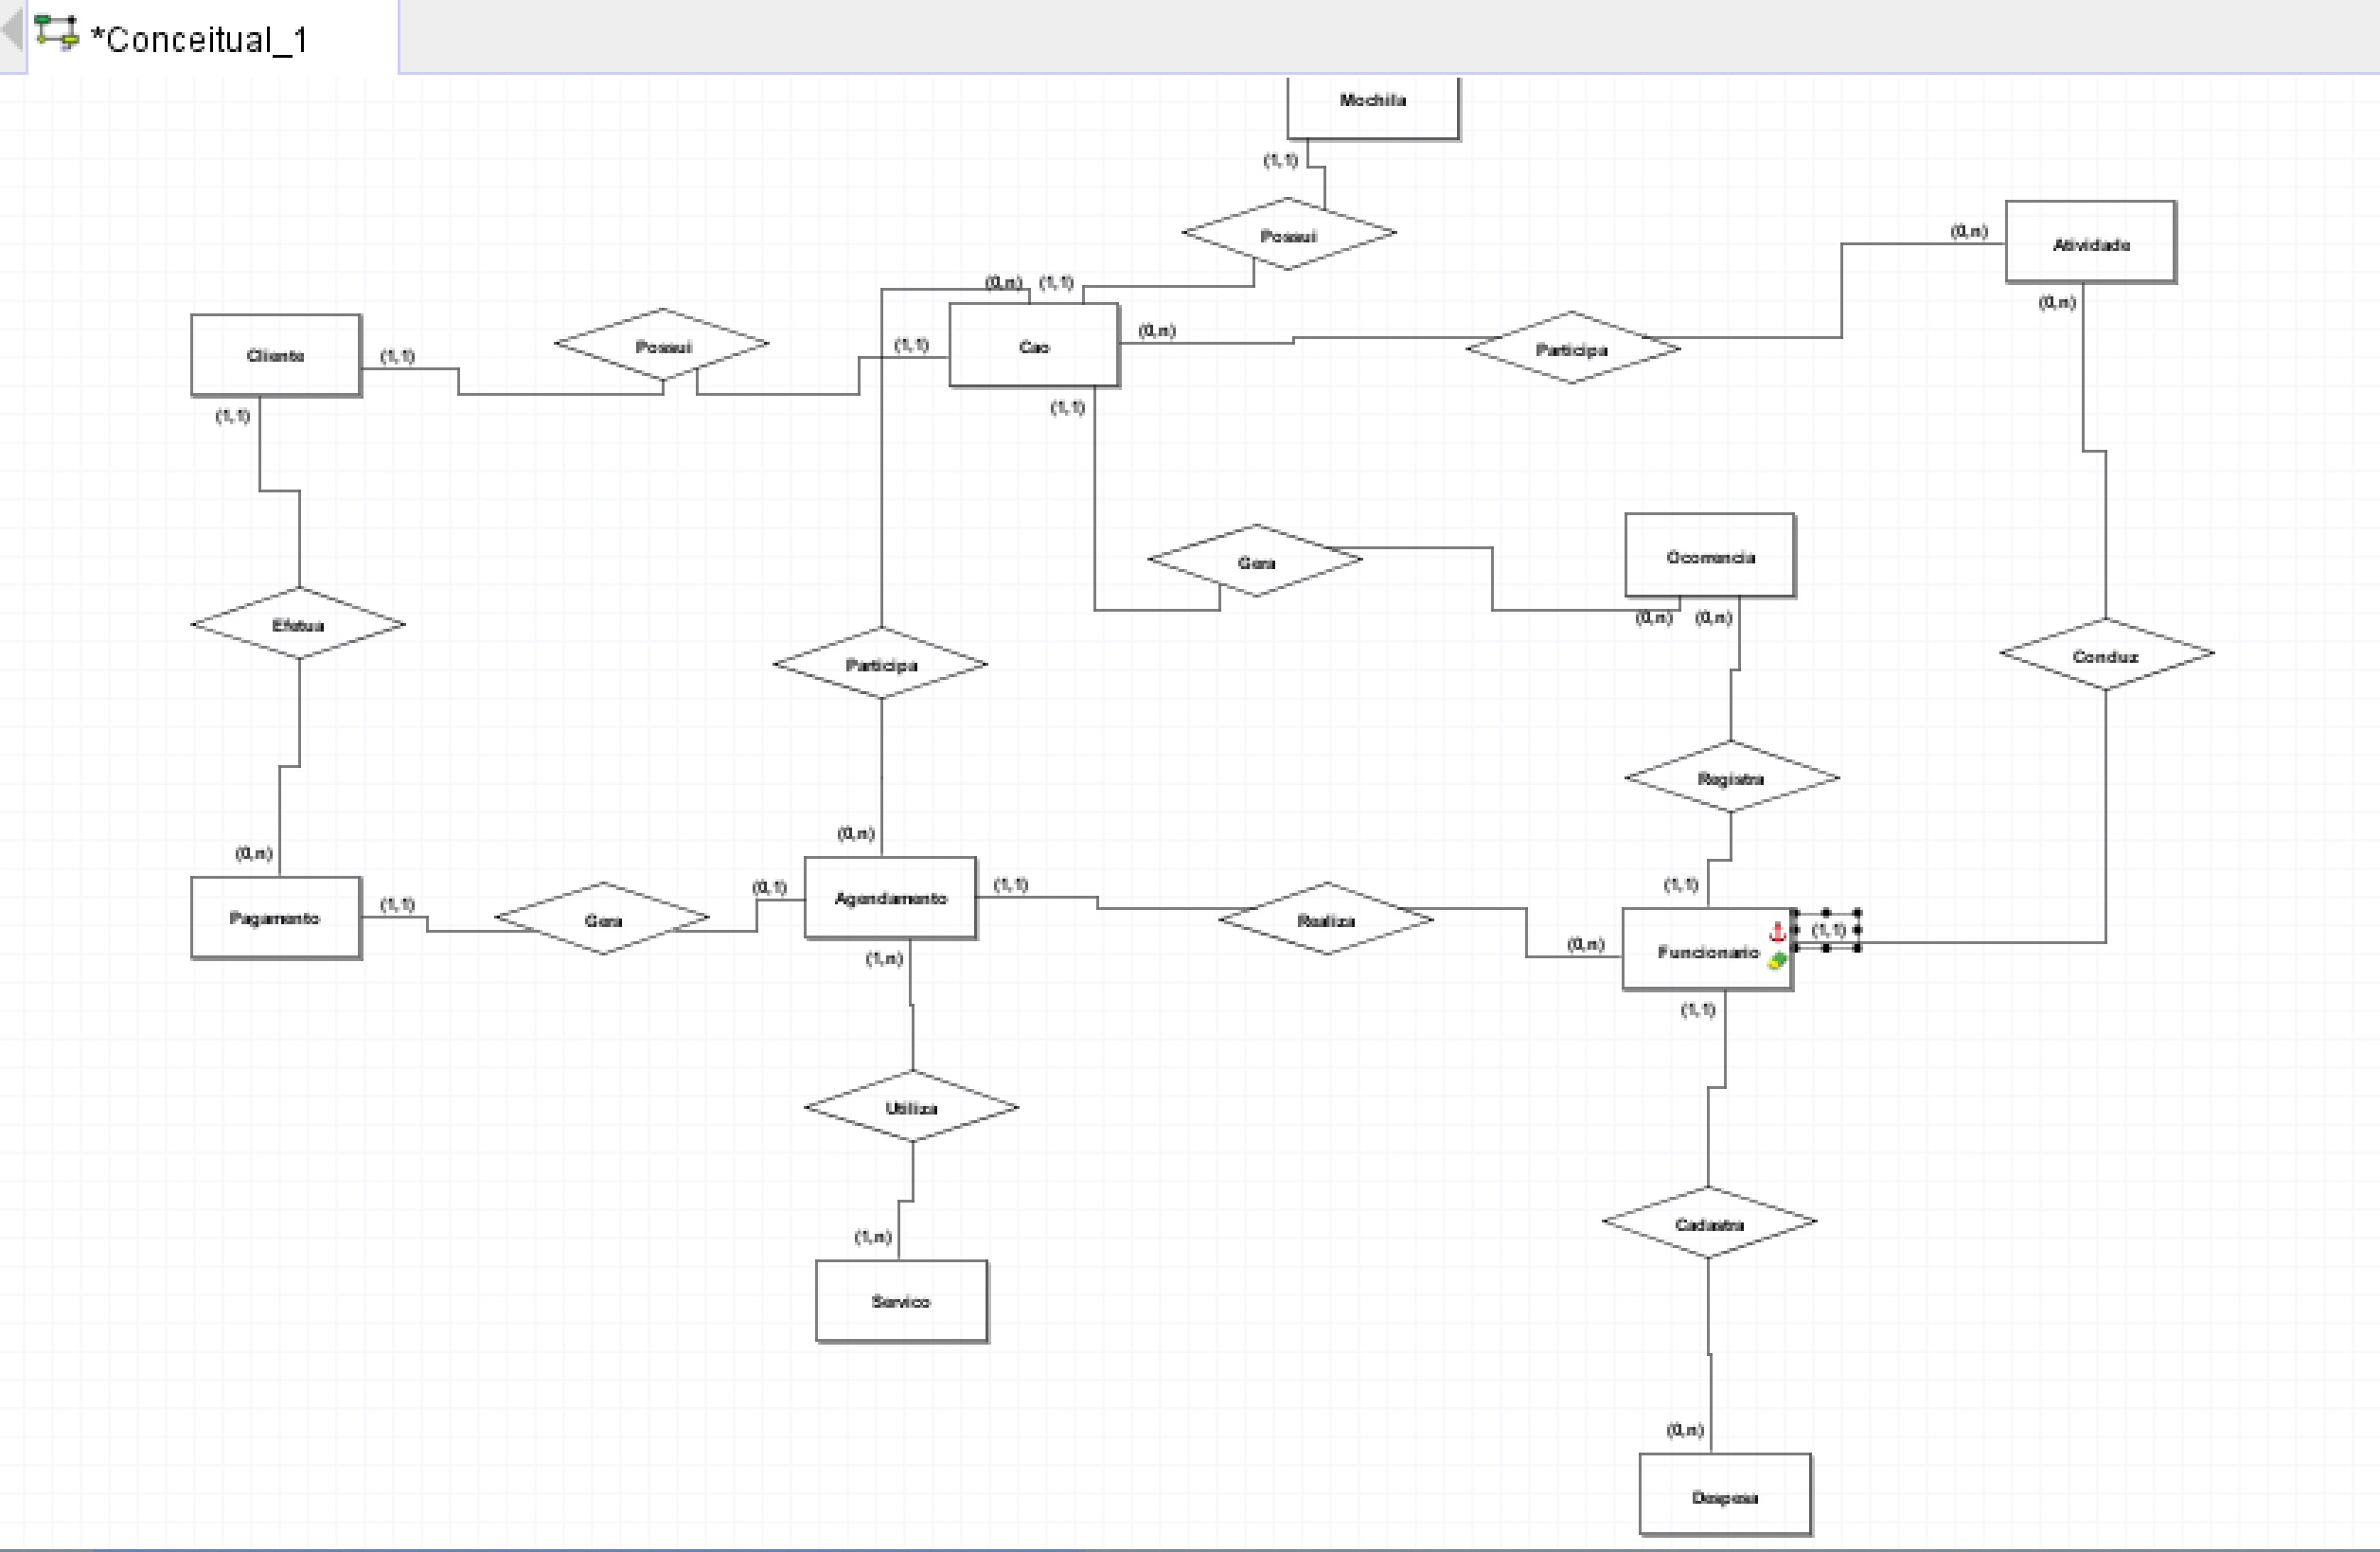 *Conceitual_1
Mochila
(1,1)
Possui
(0,n)
Atividade
(0,n) (1,1)
(0,n)
Cliente
(1,1)
Possui
(1,1)
Cao
(0,n)
Participa
(1,1)
(1,1)
Gera
Ocorrencia
(0,n) (0,n)
Efetua
Participa
Conduz
Registra
(0,n)
(0,n)
Pagamento
(1,1)
Gera
(0,1)
Agendamento
(1,1)
Realiza
(0,n)
(1,1)
Funcionario
(1,1)
(1,n)
(1,1)
Utiliza
Cadastra
(1,n)
Servico
(0,n)
Despesa